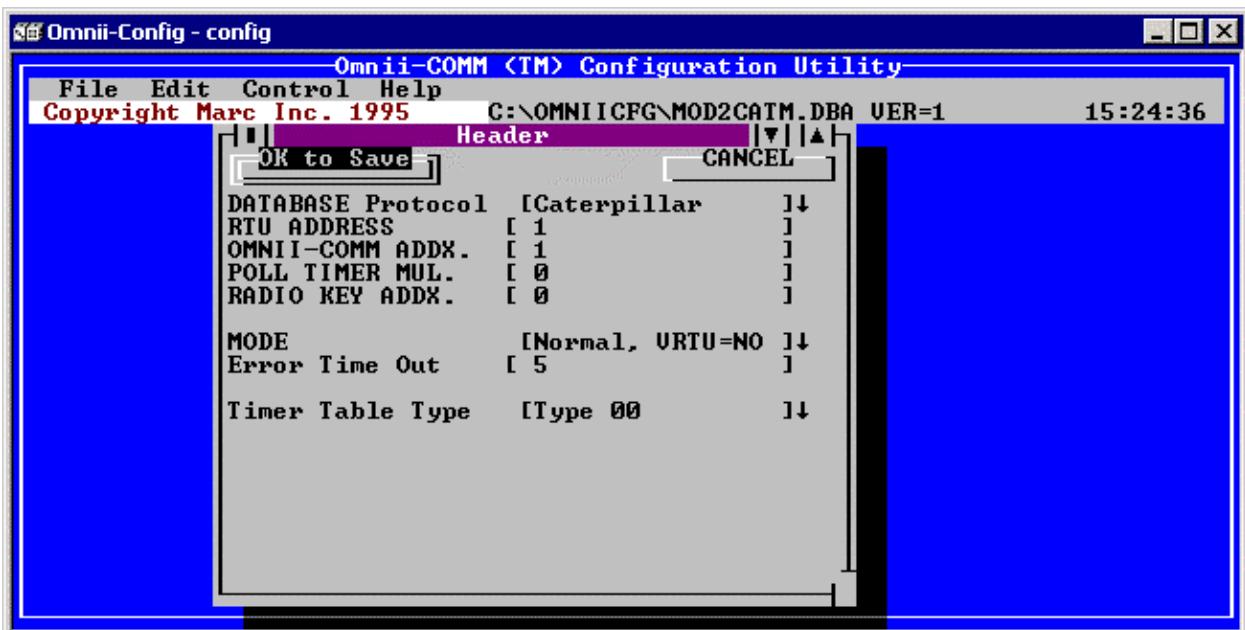 Omnii-Config - config
Omnii-COMM (TM) Configuration Utility
File Edit Control Help
Copyright Marc Inc. 1995 C:\OMNIICFG\MOD2CATM.DBA VER=1 15:24:36
Header
OK to Save CANCEL
DATABASE Protocol [Caterpillar ]↓
RTU ADDRESS [ 1 ]
OMNII-COMM ADDX. [ 1 ]
POLL TIMER MUL. [ 0 ]
RADIO KEY ADDX. [ 0 ]
MODE [Normal, VRTU=NO ]↓
Error Time Out [ 5 ]
Timer Table Type [Type 00 ]↓